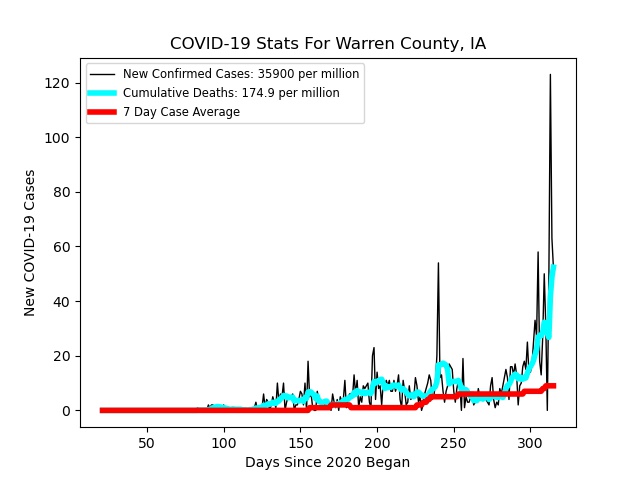 COVID-19 Stats For Warren County, IA
New Confirmed Cases: 35900 per million
Cumulative Deaths: 174.9 per million
7 Day Case Average
120
100
80
60
40
20
0
New COVID-19 Cases
50 100 150 200 250 300
Days Since 2020 Began